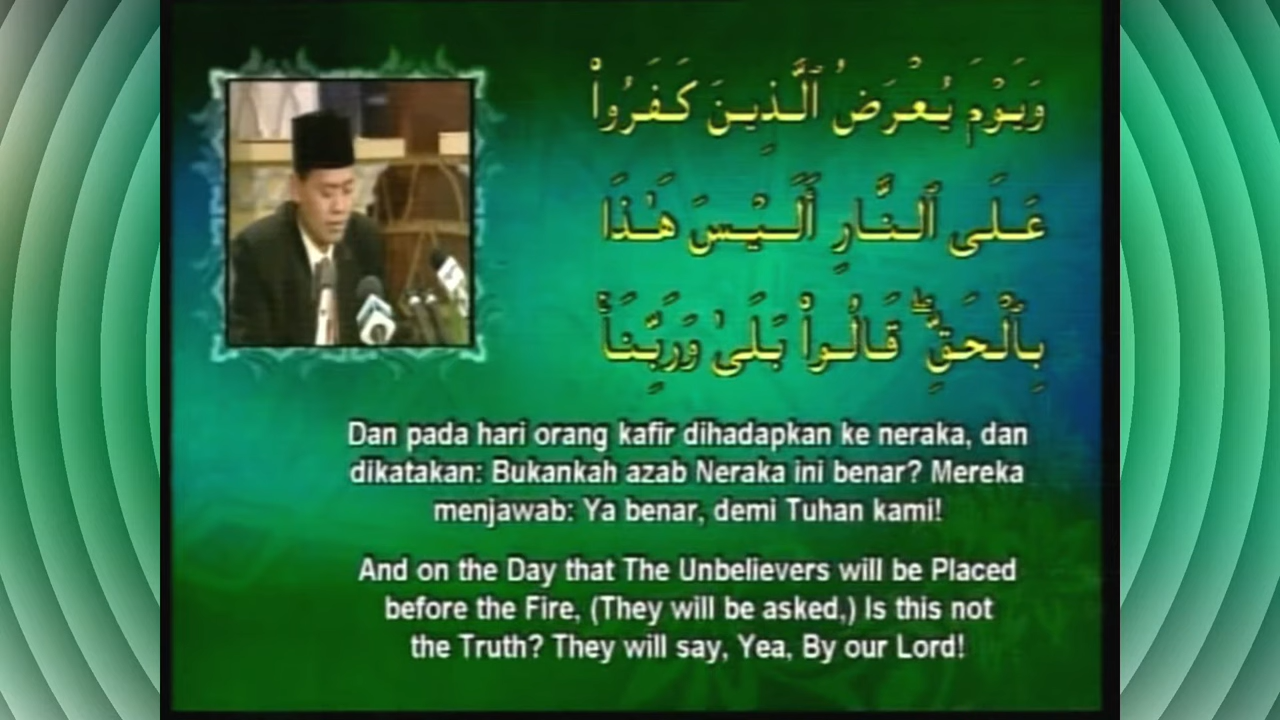 وَيَوْمَ يُعْرَضُ ٱلَّذِينَ كَفَرُوا۟
عَلَى ٱلنَّارِ أَلَيْسَ هَٰذَا
بِٱلْحَقِّ ۖ قَالُوا۟ بَلَىٰ وَرَبِّنَا ۚ
Dan pada hari orang kafir dihadapkan ke neraka, dan
dikatakan: Bukankah azab Neraka ini benar? Mereka
menjawab: Ya benar, demi Tuhan kami!
And on the Day that The Unbelievers will be Placed
before the Fire, (They will be asked,) Is this not
the Truth? They will say, Yea, By our Lord!